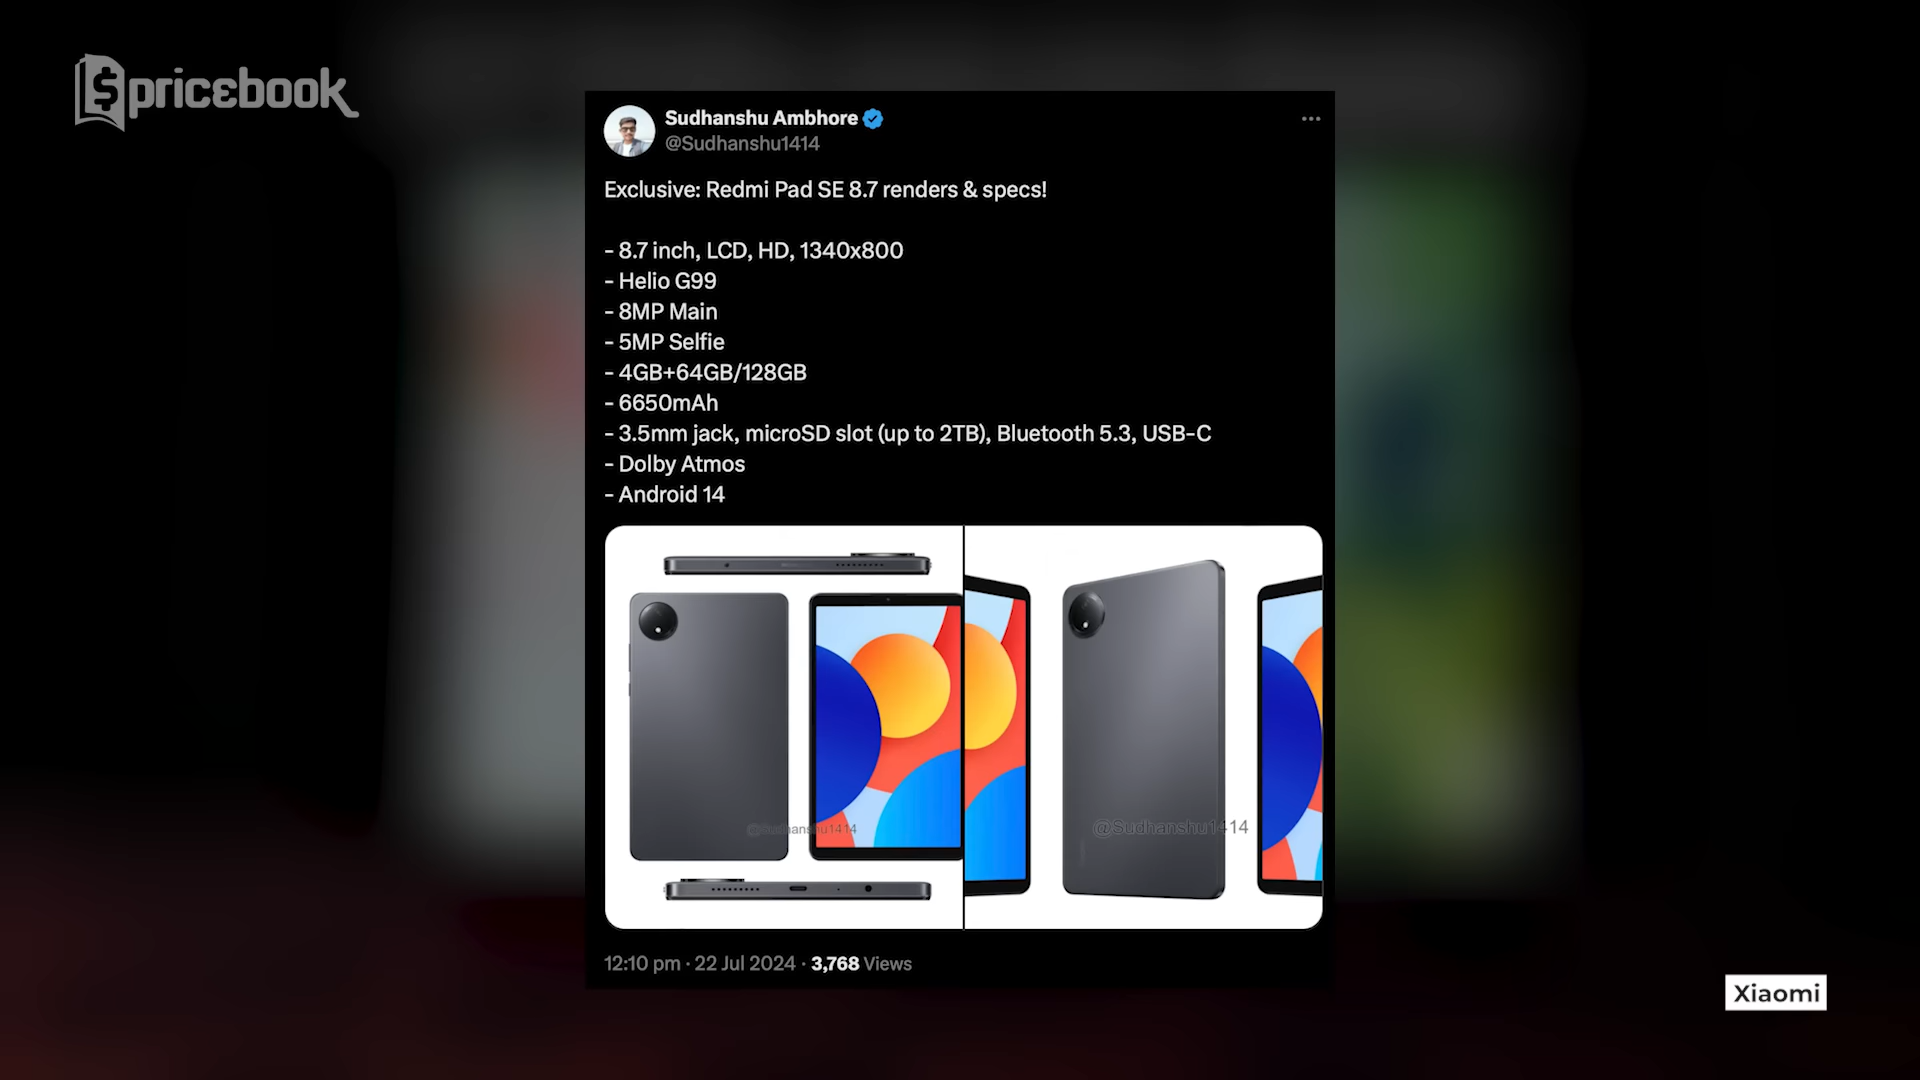 pricebook
Sudhanshu Ambhore
@Sudhanshu1414
Exclusive: Redmi Pad SE 8.7 renders & specs!
- 8.7 inch, LCD, HD, 1340x800
- Helio G99
- 8MP Main
- 5MP Selfie
- 4GB+64GB/128GB
- 6650mAh
- 3.5mm jack, microSD slot (up to 2TB), Bluetooth 5.3, USB-C
- Dolby Atmos
- Android 14
@Sudhanshu1414
@Sudhanshu1414
12:10 pm · 22 Jul 2024 · 3,768 Views
Xiaomi